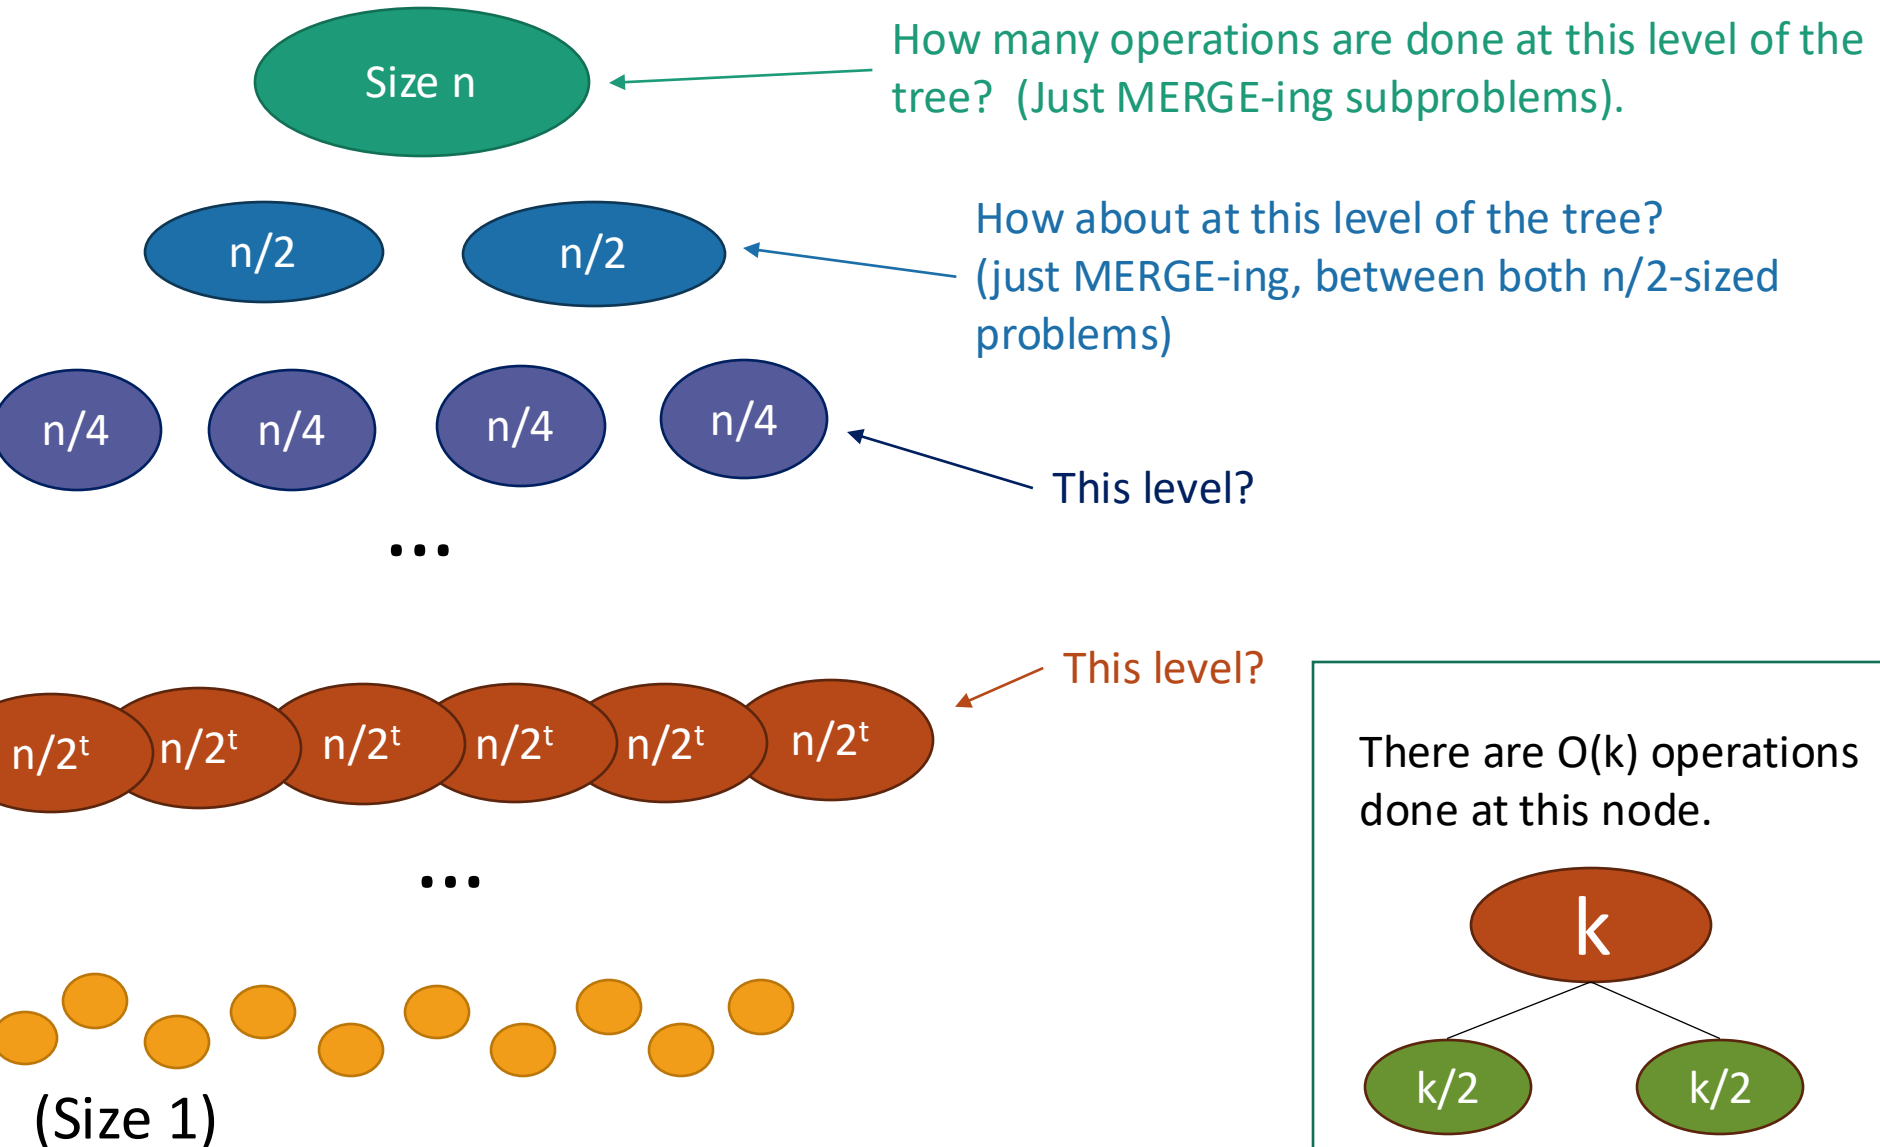 Size n
How many operations are done at this level of the
tree?  (Just MERGE-ing subproblems).
n/2
n/2
How about at this level of the tree?
(just MERGE-ing, between both n/2-sized
problems)
n/4
n/4
n/4
n/4
This level?
...
This level?
n/2ᵗ
n/2ᵗ
n/2ᵗ
n/2ᵗ
n/2ᵗ
n/2ᵗ
...
(Size 1)
There are O(k) operations
done at this node.
k
k/2
k/2